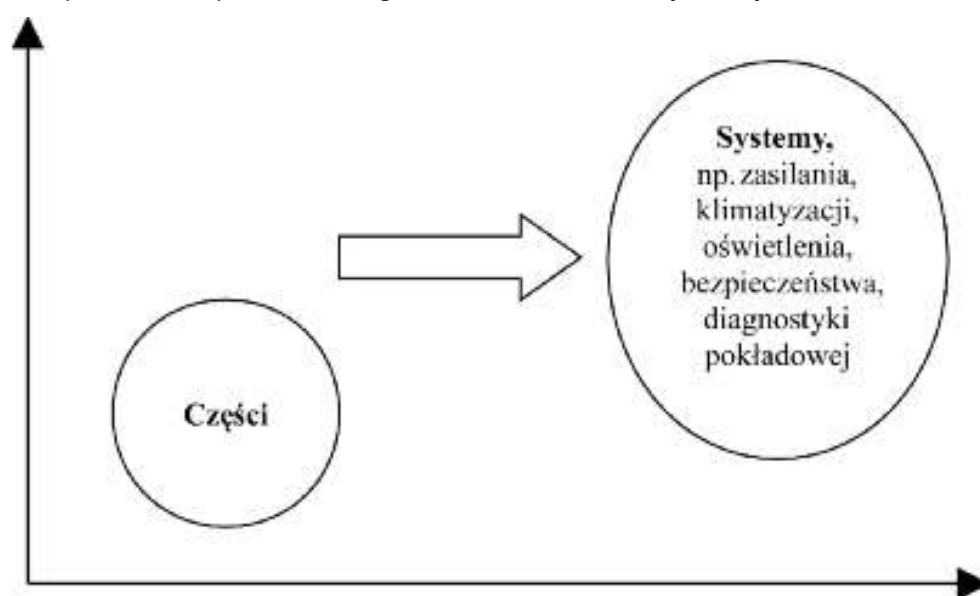 Systemy,
np. zasilania,
klimatyzacji,
oświetlenia,
bezpieczeństwa,
diagnostyki
pokładowej
Części